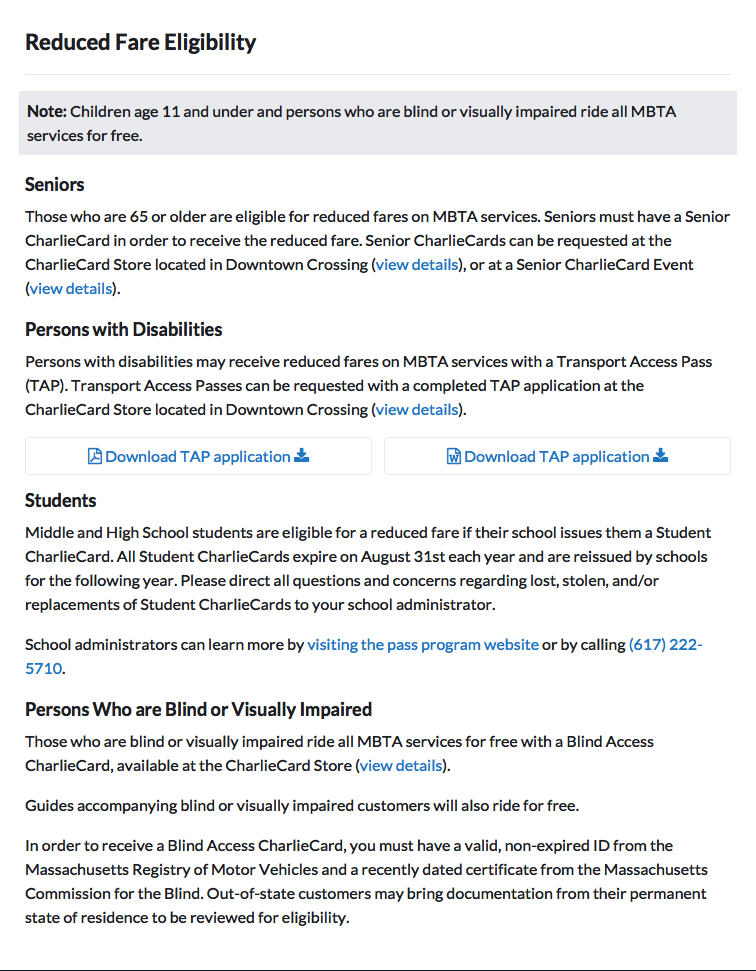 Reduced Fare Eligibility
Note: Children age 11 and under and persons who are blind or visually impaired ride all MBTA
services for free.
Seniors
Those who are 65 or older are eligible for reduced fares on MBTA services. Seniors must have a Senior
CharlieCard in order to receive the reduced fare. Senior CharlieCards can be requested at the
CharlieCard Store located in Downtown Crossing (view details), or at a Senior CharlieCard Event
(view details).
Persons with Disabilities
Persons with disabilities may receive reduced fares on MBTA services with a Transport Access Pass
(TAP). Transport Access Passes can be requested with a completed TAP application at the
CharlieCard Store located in Downtown Crossing (view details).
Download TAP application
Download TAP application
Students
Middle and High School students are eligible for a reduced fare if their school issues them a Student
CharlieCard. All Student CharlieCards expire on August 31st each year and are reissued by schools
for the following year. Please direct all questions and concerns regarding lost, stolen, and/or
replacements of Student CharlieCards to your school administrator.
School administrators can learn more by visiting the pass program website or by calling (617) 222-
5710.
Persons Who are Blind or Visually Impaired
Those who are blind or visually impaired ride all MBTA services for free with a Blind Access
CharlieCard, available at the CharlieCard Store (view details).
Guides accompanying blind or visually impaired customers will also ride for free.
In order to receive a Blind Access CharlieCard, you must have a valid, non-expired ID from the
Massachusetts Registry of Motor Vehicles and a recently dated certificate from the Massachusetts
Commission for the Blind. Out-of-state customers may bring documentation from their permanent
state of residence to be reviewed for eligibility.